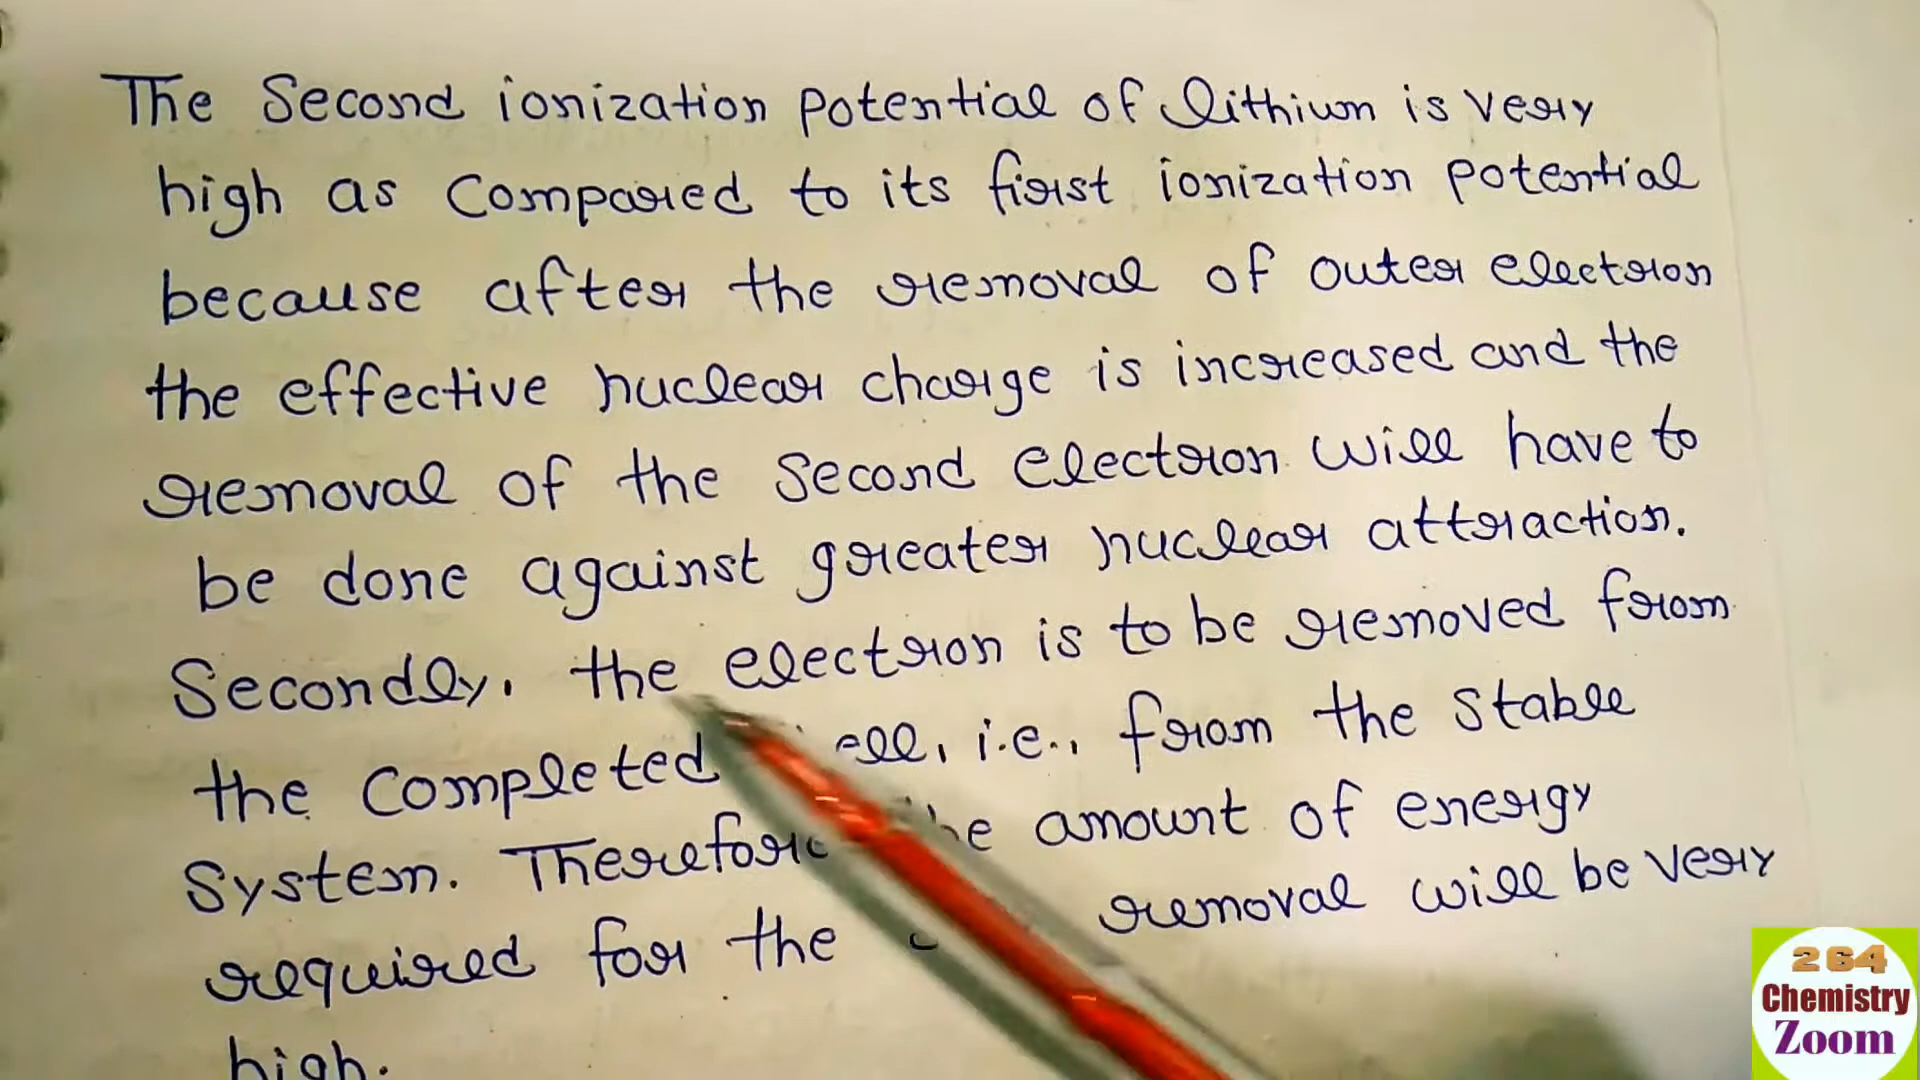 The Second ionization potential of lithium is very
high as Compared to its first ionization potential
because after the removal of outer electron
the effective nuclear charge is increased and the
removal of the Second electron will have to
be done against greater nuclear attraction.
Secondly, the electron is to be removed from
the Completed i.e., from the stable
System. Therefore the amount of energy
required for the removal will be very
high.
264
Chemistry
Zoom